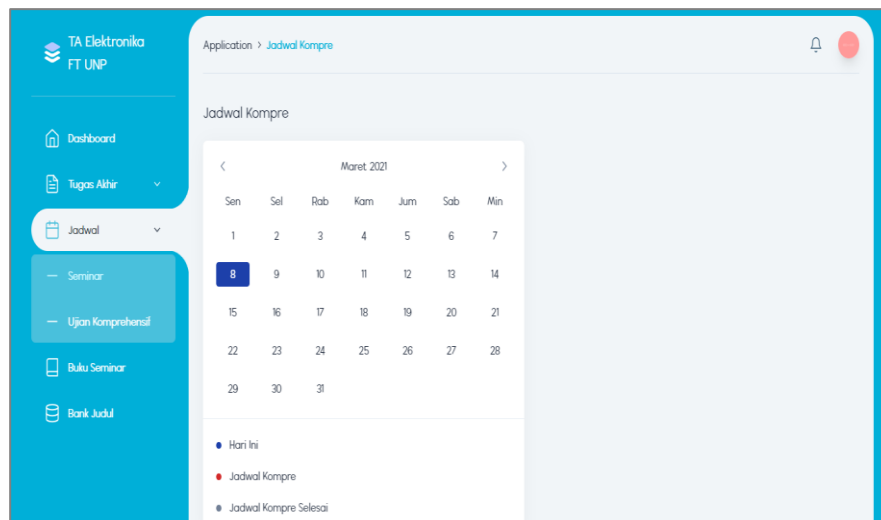 TA Elektronika
FT UNP
Application > Jadwal Kompre
Dashboard
Tugas Akhir
Jadwal
Seminar
Ujian Komprehensif
Buku Seminar
Bank Judul
Jadwal Kompre
Maret 2021
Sen Sel Rab Kam Jum Sab Min
1 2 3 4 5 6 7
8 9 10 11 12 13 14
15 16 17 18 19 20 21
22 23 24 25 26 27 28
29 30 31
Hari Ini
Jadwal Kompre
Jadwal Kompre Selesai